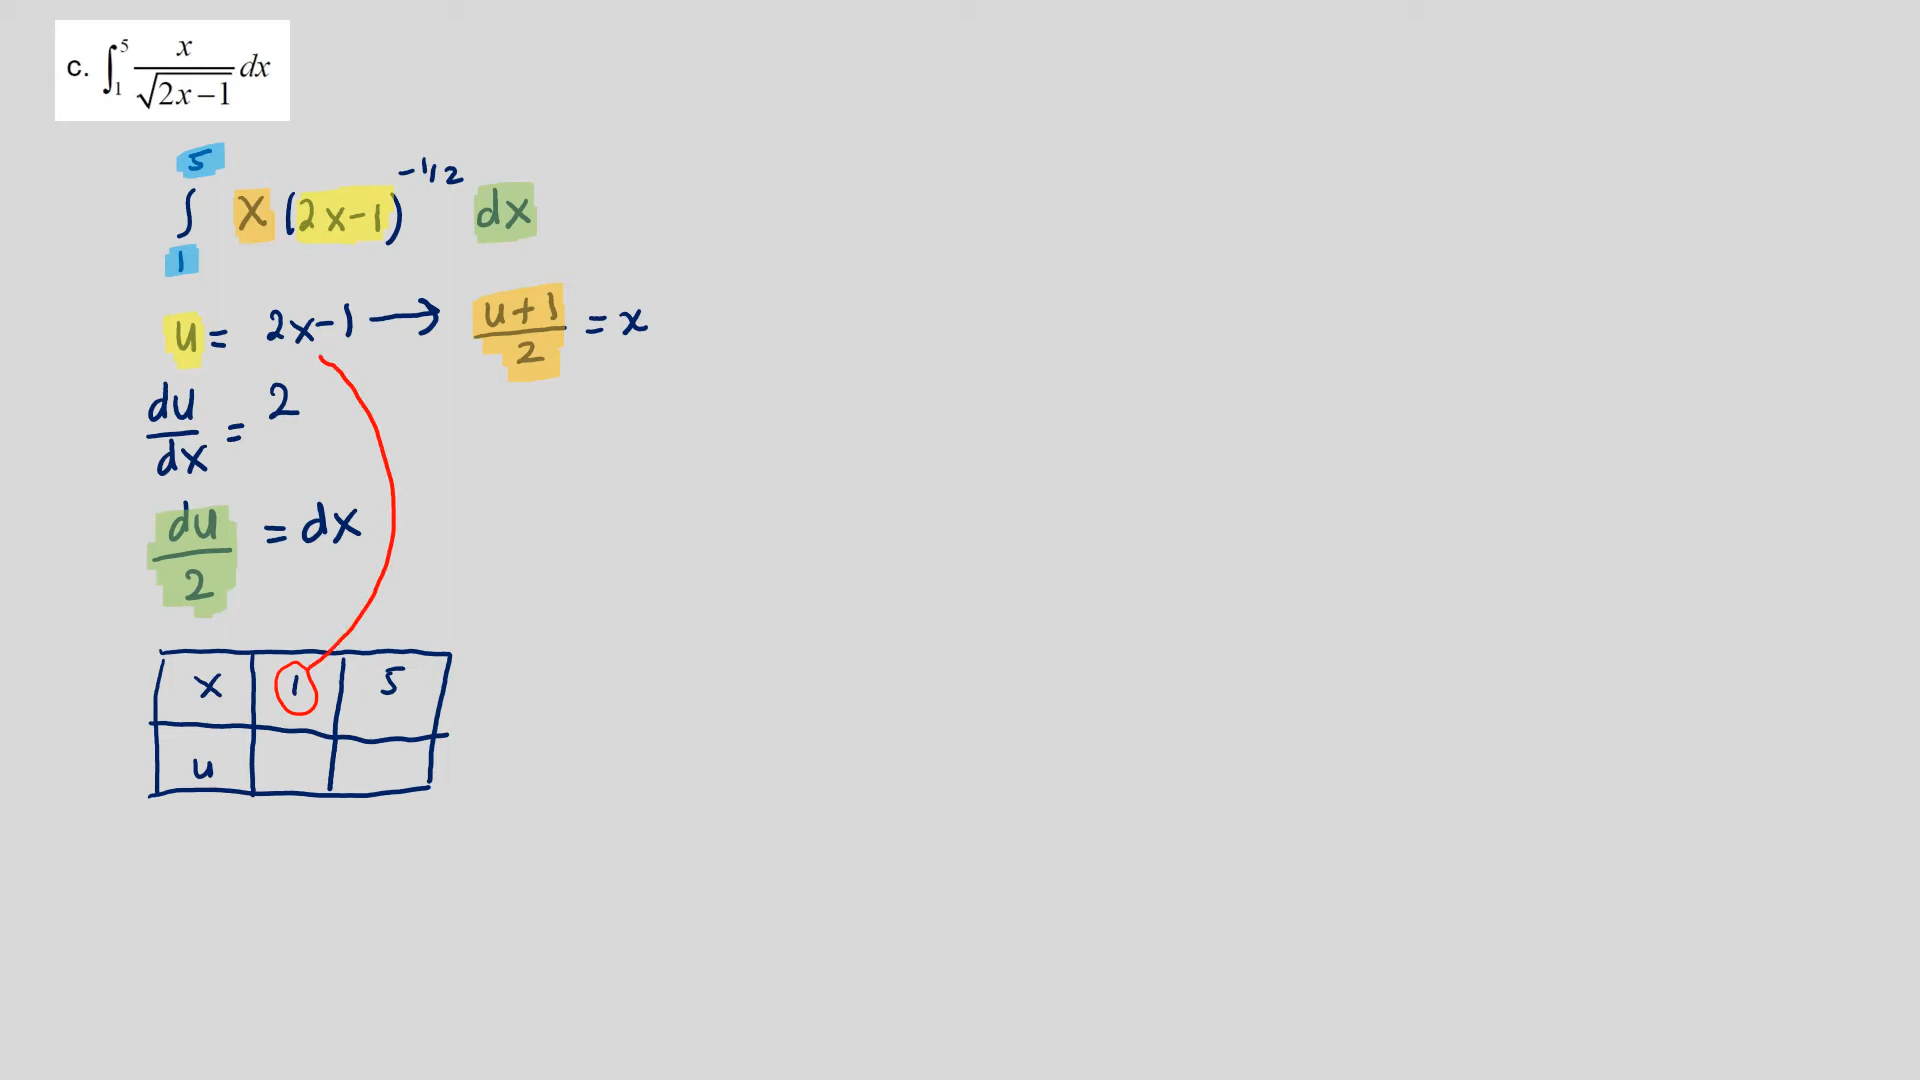 c. ∫₁⁵ x/√(2x−1) dx
5
∫ x (2x-1)^(-1/2) dx
1
u = 2x-1 → (u+1)/2 = x
du/dx = 2
du/2 = dx
x 1 5
u